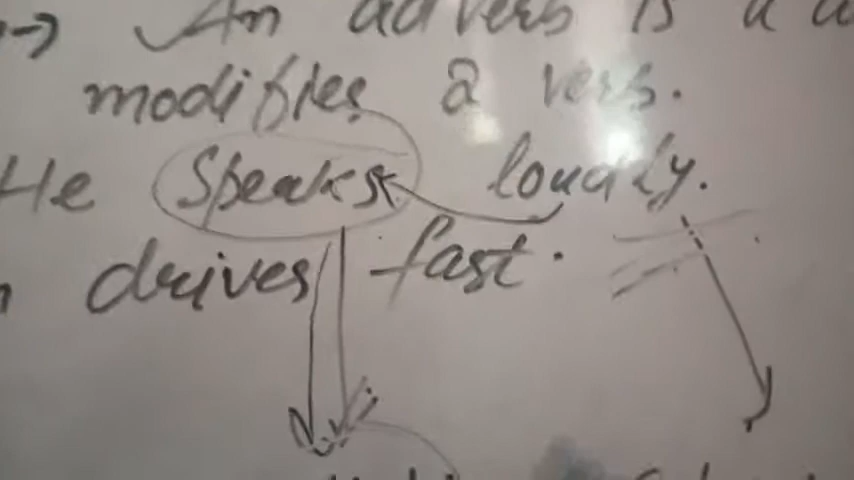 → An adverb is a
modifies a verb.
He Speaks loudly.
drives fast.